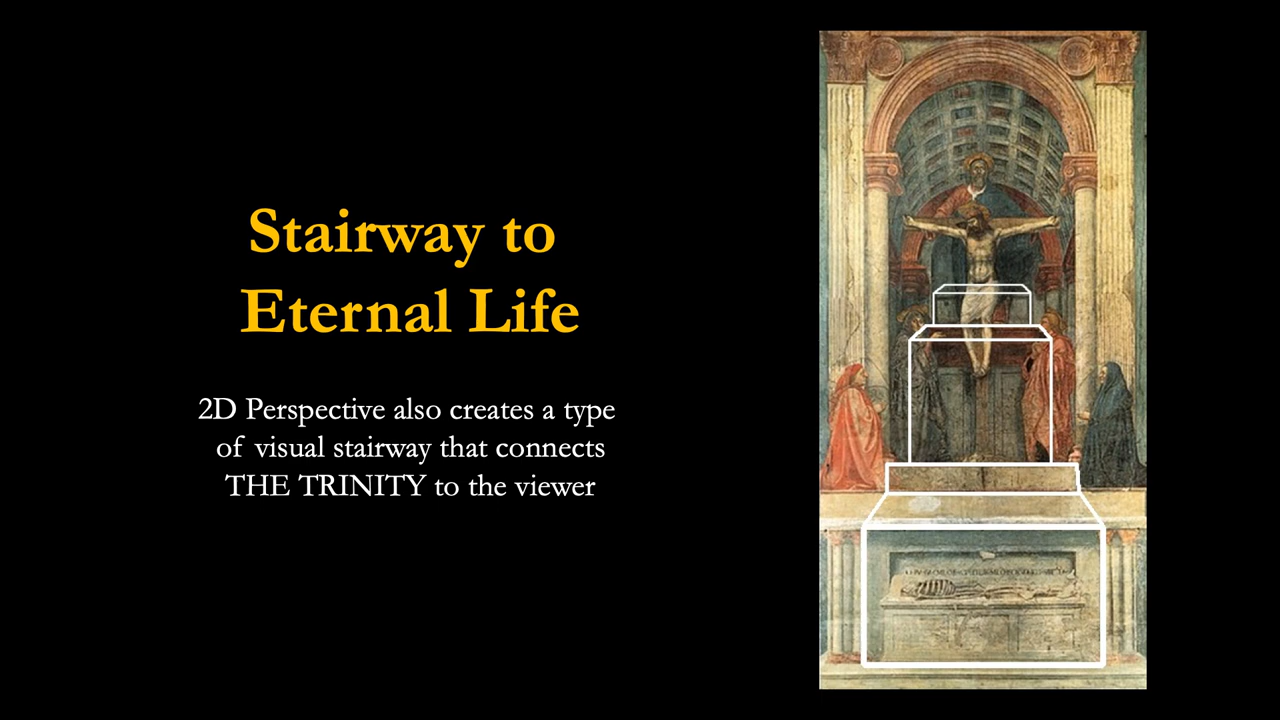 Stairway to
Eternal Life
2D Perspective also creates a type
of visual stairway that connects
THE TRINITY to the viewer